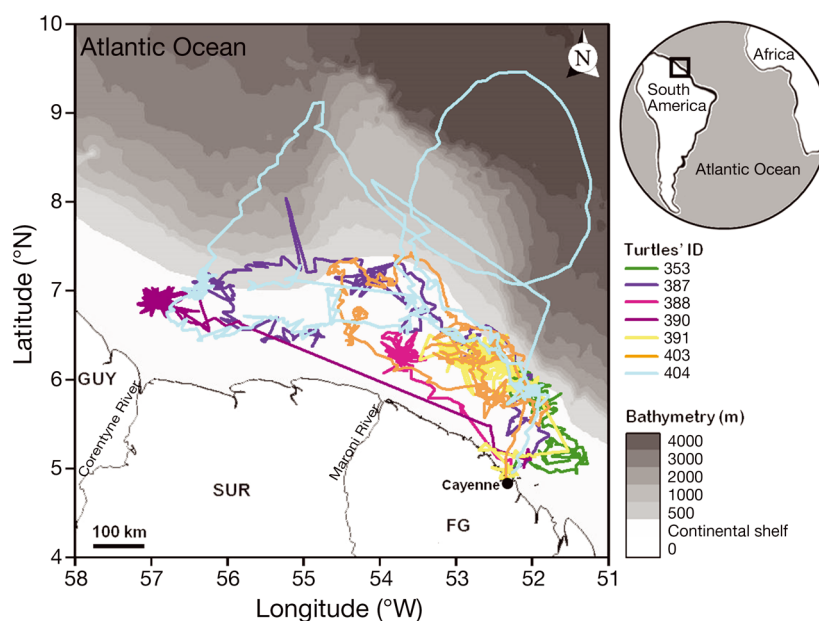 Atlantic Ocean
N
10
9
8
7
6
5
4
Latitude (°N)
58
57
56
55
54
53
52
51
Longitude (°W)
GUY
Corentyne River
SUR
Maroni River
FG
Cayenne
100 km
Africa
South
America
Atlantic Ocean
Turtles' ID
353
387
388
390
391
403
404
Bathymetry (m)
4000
3000
2000
1000
500
Continental shelf
0